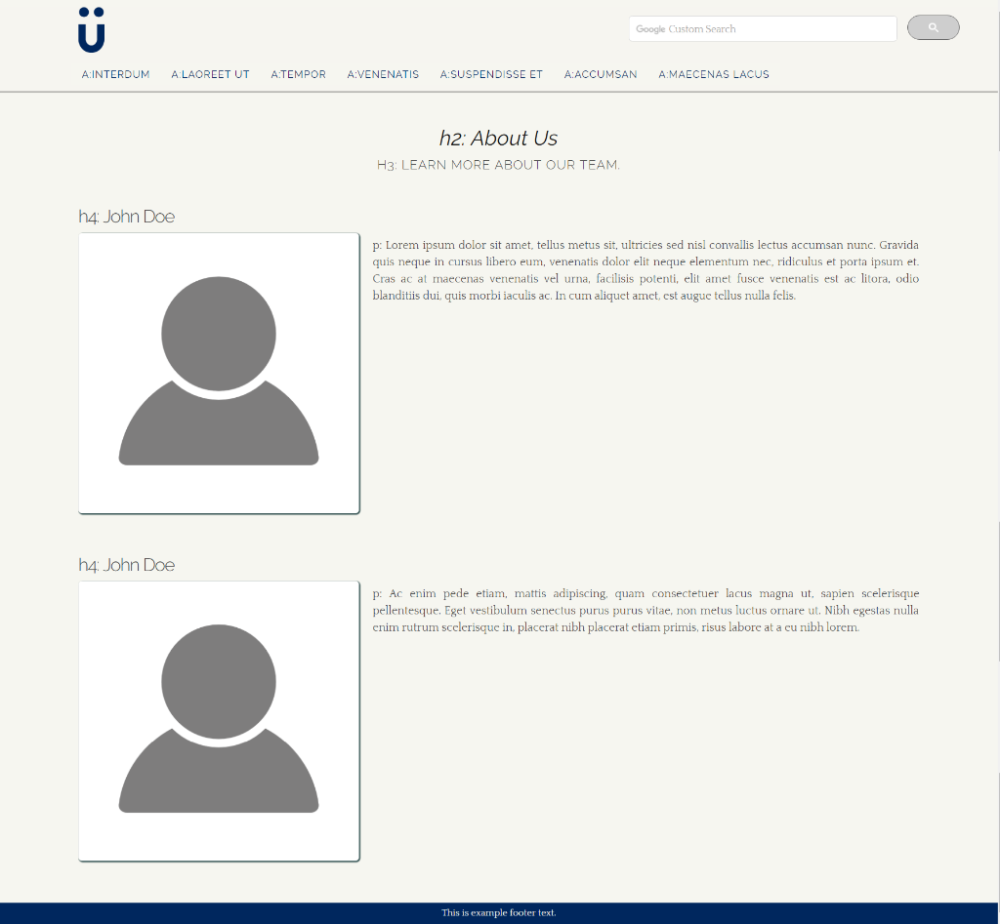 ü
Google Custom Search
A:INTERDUM A:LAOREET UT A:TEMPOR A:VENENATIS A:SUSPENDISSE ET A:ACCUMSAN A:MAECENAS LACUS
h2: About Us
H3: LEARN MORE ABOUT OUR TEAM.
h4: John Doe
p: Lorem ipsum dolor sit amet, tellus metus sit, ultricies sed nisl convallis lectus accumsan nunc. Gravida
quis neque in cursus libero eum, venenatis dolor elit neque elementum nec, ridiculus et porta ipsum et.
Cras ac at maecenas venenatis vel urna, facilisis potenti, elit amet fusce venenatis est ac litora, odio
blanditiis dui, quis morbi iaculis ac. In cum aliquet amet, est augue tellus nulla felis.
h4: John Doe
p: Ac enim pede etiam, mattis adipiscing, quam consectetuer lacus magna ut, sapien scelerisque
pellentesque. Eget vestibulum senectus purus purus vitae, non metus luctus ornare ut. Nibh egestas nulla
enim rutrum scelerisque in, placerat nibh placerat etiam primis, risus labore at a eu nibh lorem.
This is example footer text.